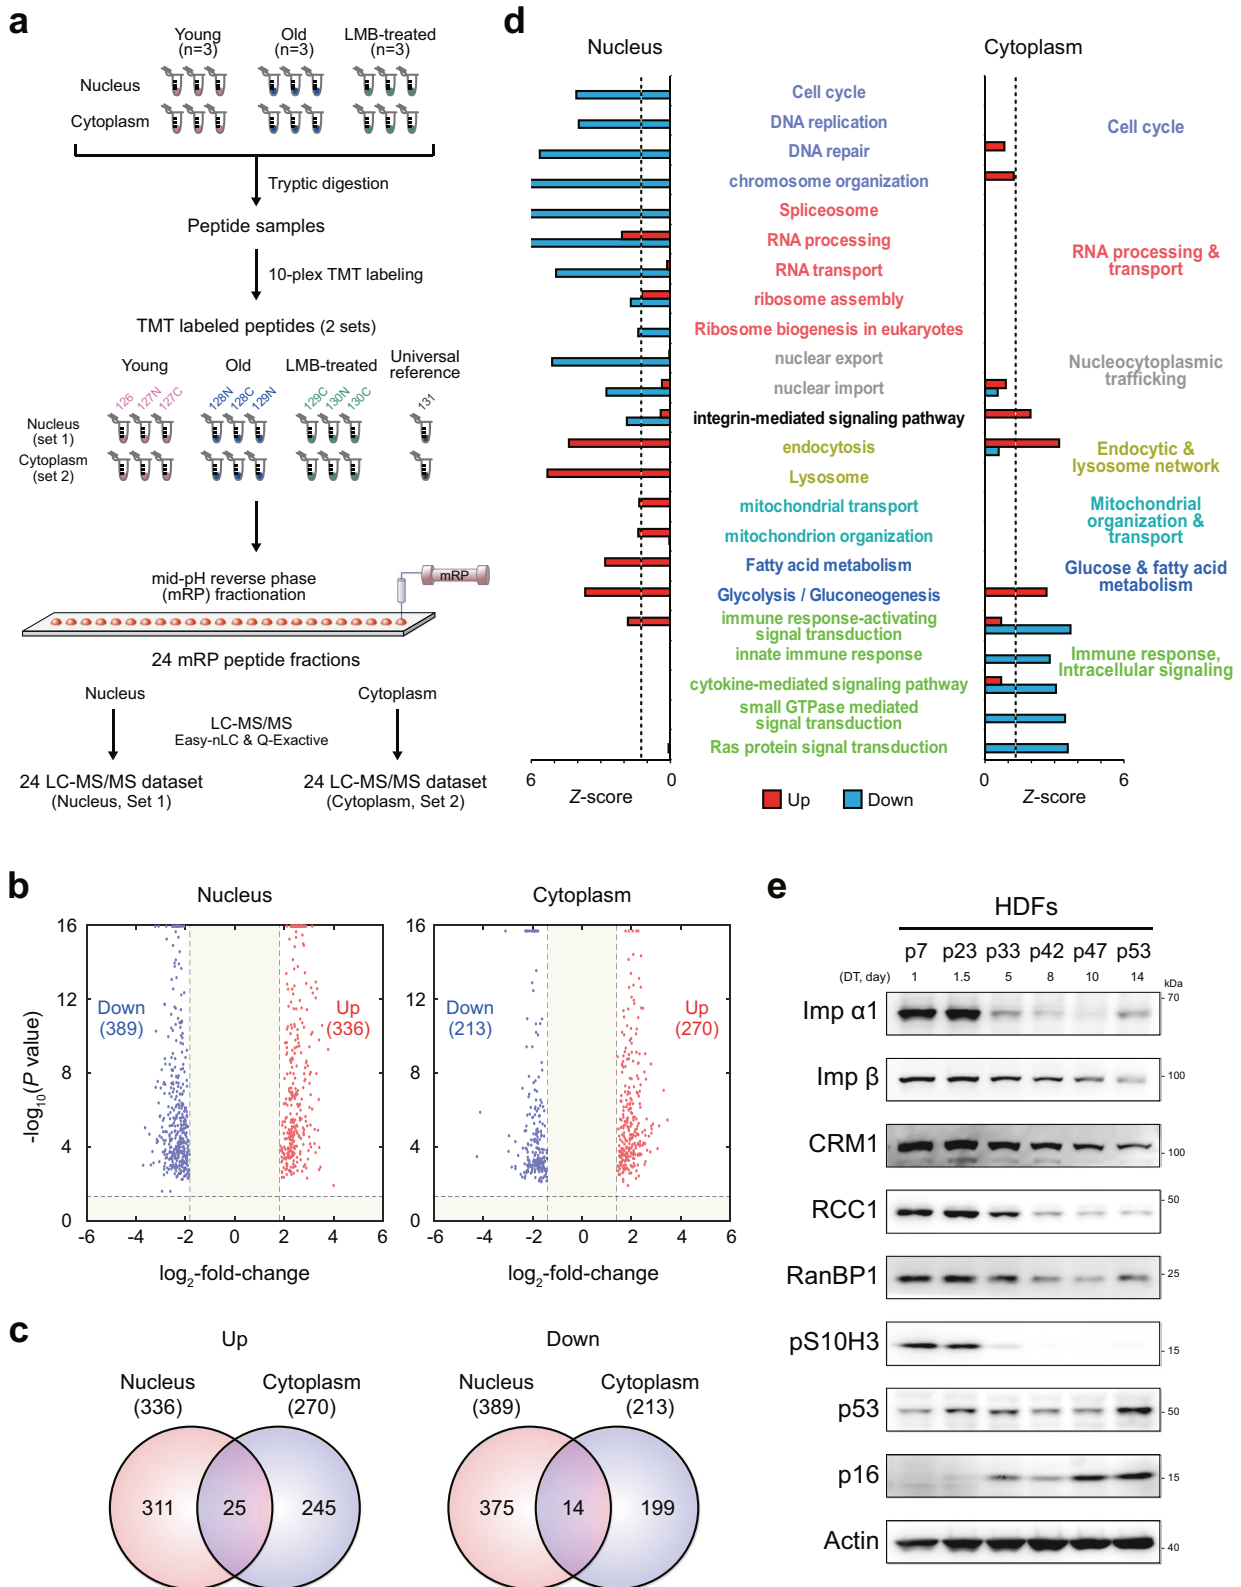 a
Young Old LMB-treated
(n=3) (n=3) (n=3)
Nucleus
Cytoplasm
Tryptic digestion
Peptide samples
10-plex TMT labeling
TMT labeled peptides (2 sets)
Young Old LMB-treated Universal
reference
126 127N 127C 128N 128C 129N 129C 130N 130C 131
Nucleus
(set 1)
Cytoplasm
(set 2)
mid-pH reverse phase
(mRP) fractionation
mRP
24 mRP peptide fractions
Nucleus Cytoplasm
LC-MS/MS
Easy-nLC & Q-Exactive
24 LC-MS/MS dataset 24 LC-MS/MS dataset
(Nucleus, Set 1) (Cytoplasm, Set 2)
d
Nucleus Cytoplasm
Cell cycle
DNA replication
DNA repair
chromosome organization
Spliceosome
RNA processing
RNA transport
ribosome assembly
Ribosome biogenesis in eukaryotes
nuclear export
nuclear import
integrin-mediated signaling pathway
endocytosis
Lysosome
mitochondrial transport
mitochondrion organization
Fatty acid metabolism
Glycolysis / Gluconeogenesis
immune response-activating
signal transduction
innate immune response
cytokine-mediated signaling pathway
small GTPase mediated
signal transduction
Ras protein signal transduction
Cell cycle
RNA processing &
transport
Nucleocytoplasmic
trafficking
Endocytic &
lysosome network
Mitochondrial
organization &
transport
Glucose & fatty acid
metabolism
Immune response,
Intracellular signaling
6 0 0 6
Z-score Z-score
Up Down
b
Nucleus Cytoplasm
-log10(P value)
16 16
12 12
8 8
4 4
0 0
Down
(389)
Up
(336)
Down
(213)
Up
(270)
-6 -4 -2 0 2 4 6 -6 -4 -2 0 2 4 6
log2-fold-change log2-fold-change
c
Up Down
Nucleus Cytoplasm Nucleus Cytoplasm
(336) (270) (389) (213)
311 25 245 375 14 199
e
HDFs
p7 p23 p33 p42 p47 p53
(DT, day) 1 1.5 5 8 10 14 kDa
Imp α1 - 70
Imp β - 100
CRM1 - 100
RCC1 - 50
RanBP1 - 25
pS10H3 - 15
p53 - 50
p16 - 15
Actin - 40